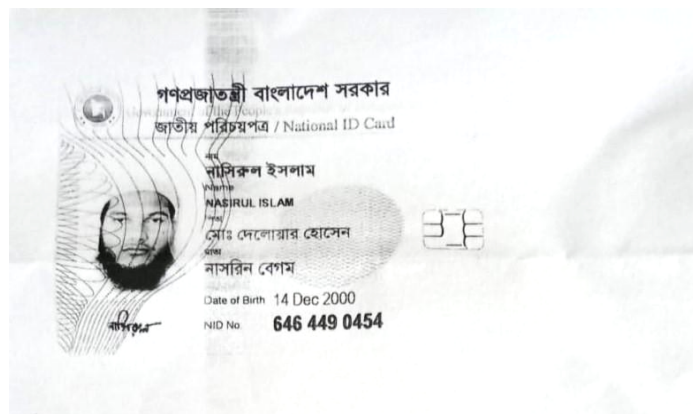 গণপ্রজাতন্ত্রী বাংলাদেশ সরকার
জাতীয় পরিচয়পত্র / National ID Card
নাম
নাসিরুল ইসলাম
Name
NASIRUL ISLAM
মোঃ দেলোয়ার হোসেন
নাসরিন বেগম
Date of Birth 14 Dec 2000
NID No. 646 449 0454
নাসিরুল